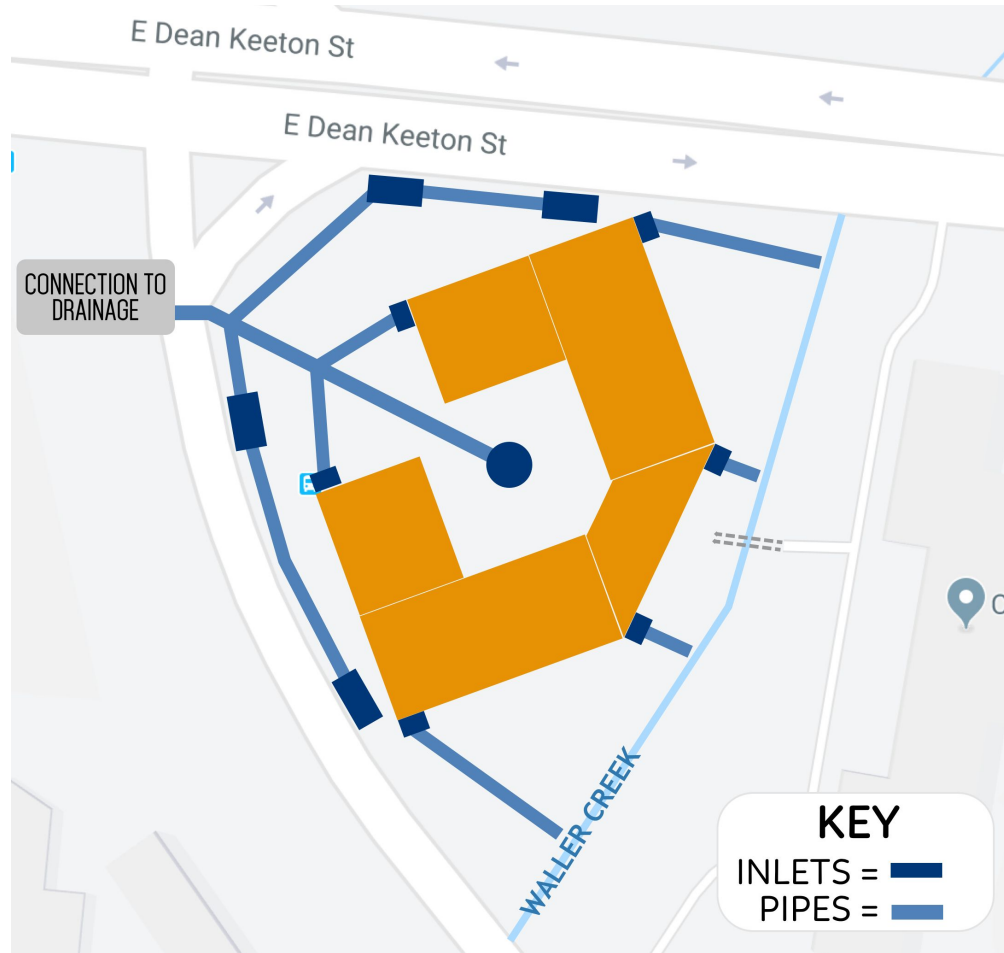 E Dean Keeton St
E Dean Keeton St
CONNECTION TO
DRAINAGE
C
WALLER CREEK
KEY
INLETS =
PIPES =